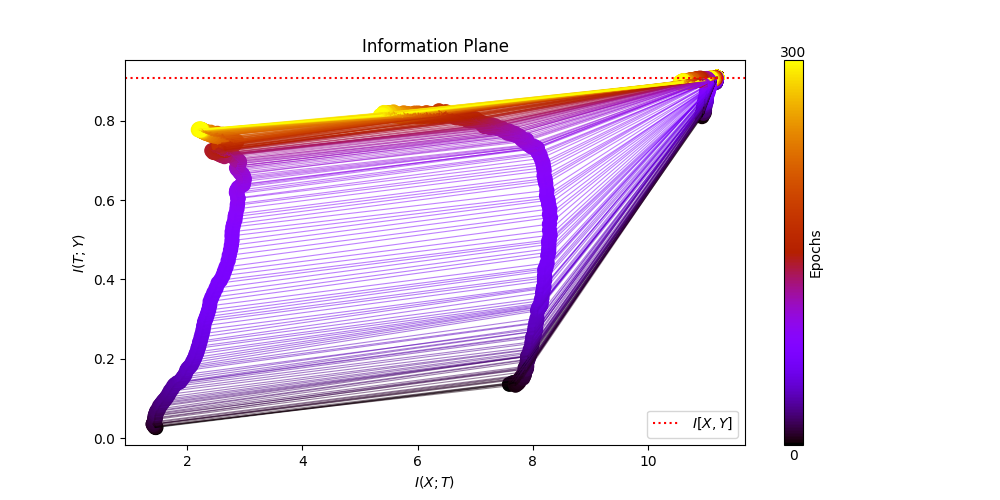 Information Plane
300
0.8
0.6
0.4
0.2
0.0
I(T; Y)
Epochs
I[X, Y]
2
4
6
8
10
0
I(X; T)